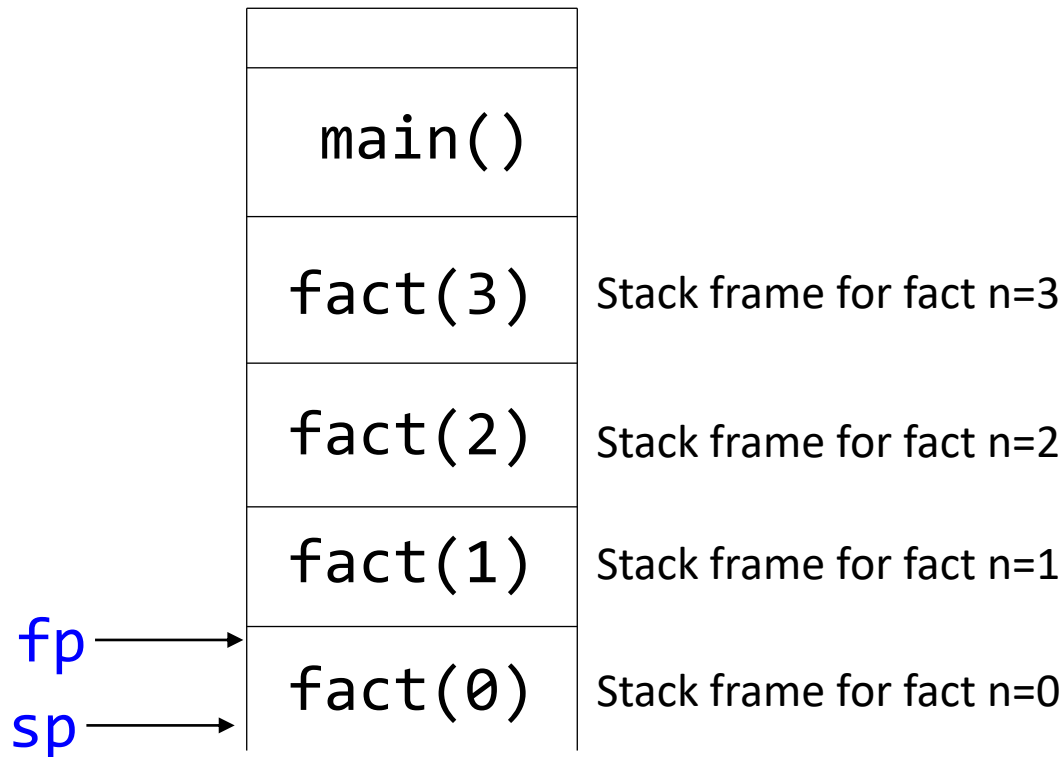 main()
fact(3) Stack frame for fact n=3
fact(2) Stack frame for fact n=2
fact(1) Stack frame for fact n=1
fp
fact(0) Stack frame for fact n=0
sp